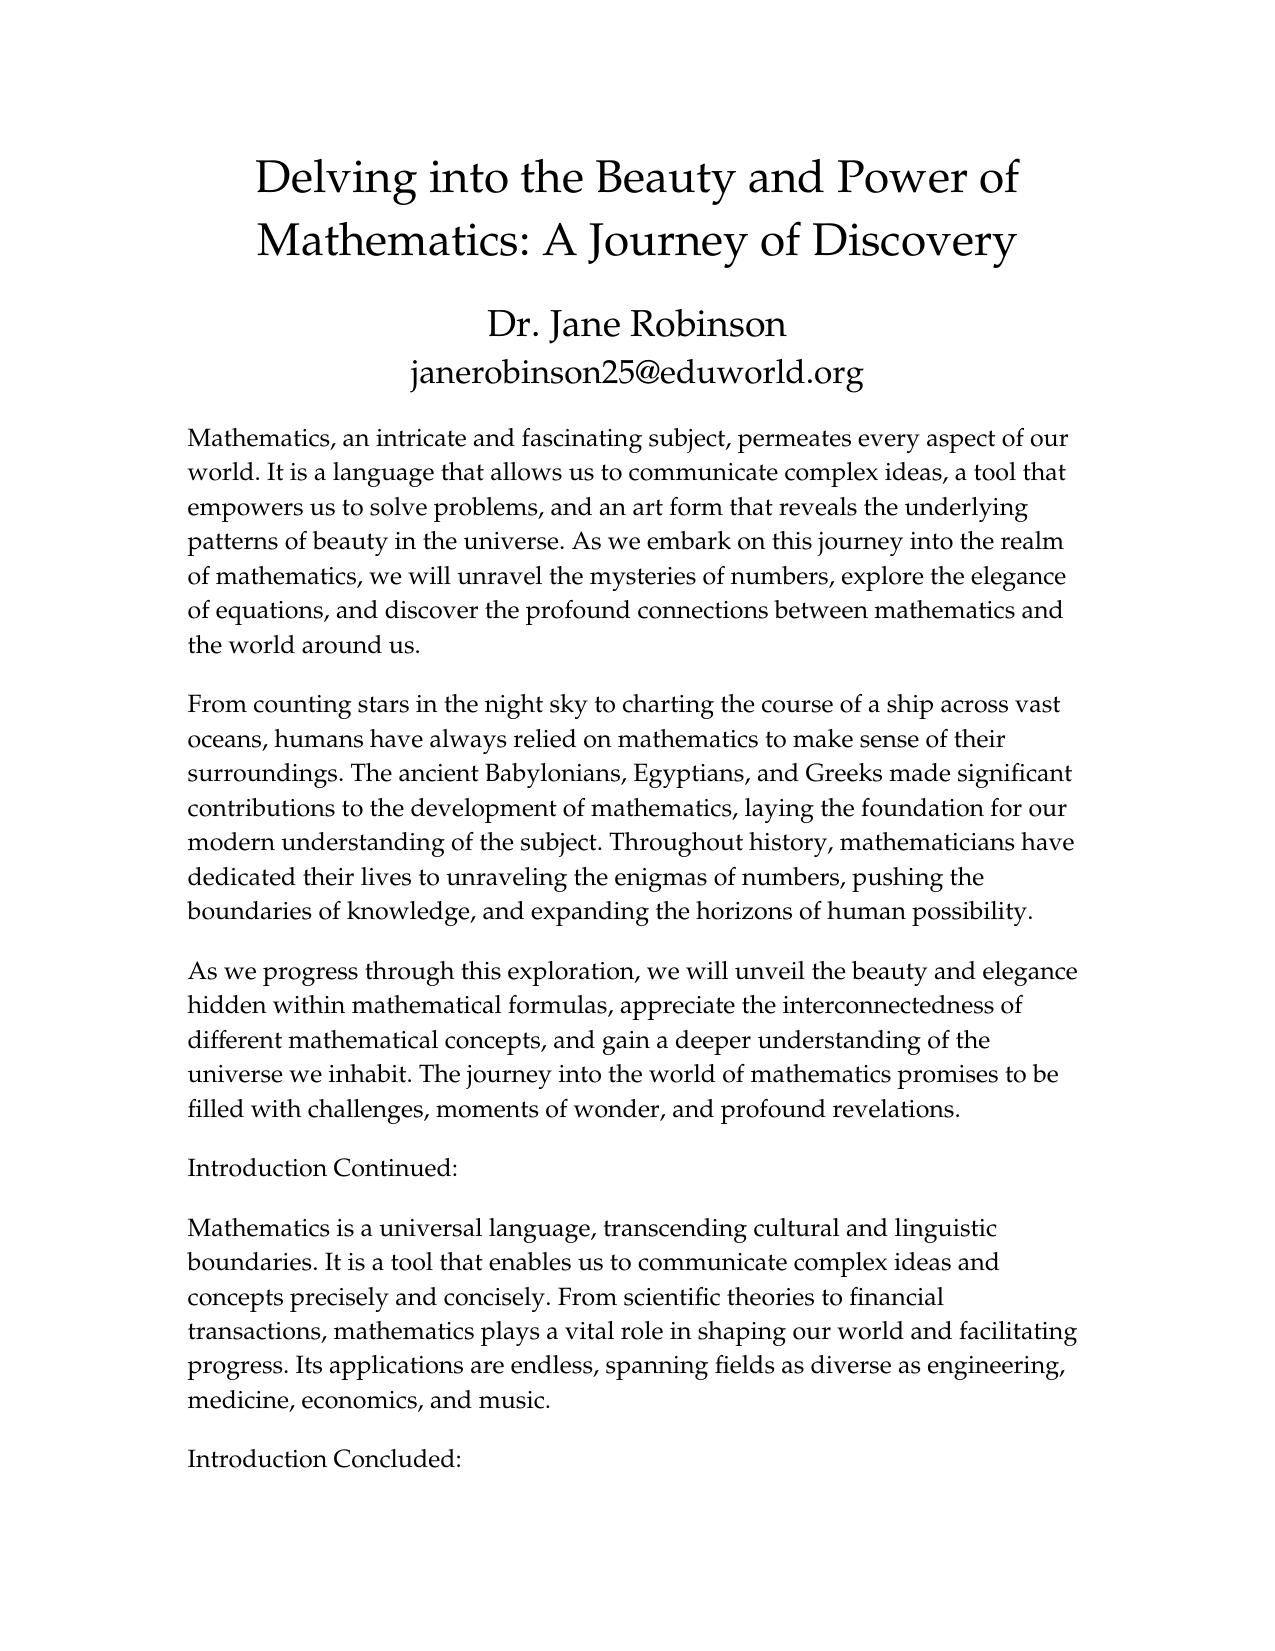 Delving into the Beauty and Power of
Mathematics: A Journey of Discovery
Dr. Jane Robinson
janerobinson25@eduworld.org
Mathematics, an intricate and fascinating subject, permeates every aspect of our
world. It is a language that allows us to communicate complex ideas, a tool that
empowers us to solve problems, and an art form that reveals the underlying
patterns of beauty in the universe. As we embark on this journey into the realm
of mathematics, we will unravel the mysteries of numbers, explore the elegance
of equations, and discover the profound connections between mathematics and
the world around us.
From counting stars in the night sky to charting the course of a ship across vast
oceans, humans have always relied on mathematics to make sense of their
surroundings. The ancient Babylonians, Egyptians, and Greeks made significant
contributions to the development of mathematics, laying the foundation for our
modern understanding of the subject. Throughout history, mathematicians have
dedicated their lives to unraveling the enigmas of numbers, pushing the
boundaries of knowledge, and expanding the horizons of human possibility.
As we progress through this exploration, we will unveil the beauty and elegance
hidden within mathematical formulas, appreciate the interconnectedness of
different mathematical concepts, and gain a deeper understanding of the
universe we inhabit. The journey into the world of mathematics promises to be
filled with challenges, moments of wonder, and profound revelations.
Introduction Continued:
Mathematics is a universal language, transcending cultural and linguistic
boundaries. It is a tool that enables us to communicate complex ideas and
concepts precisely and concisely. From scientific theories to financial
transactions, mathematics plays a vital role in shaping our world and facilitating
progress. Its applications are endless, spanning fields as diverse as engineering,
medicine, economics, and music.
Introduction Concluded: